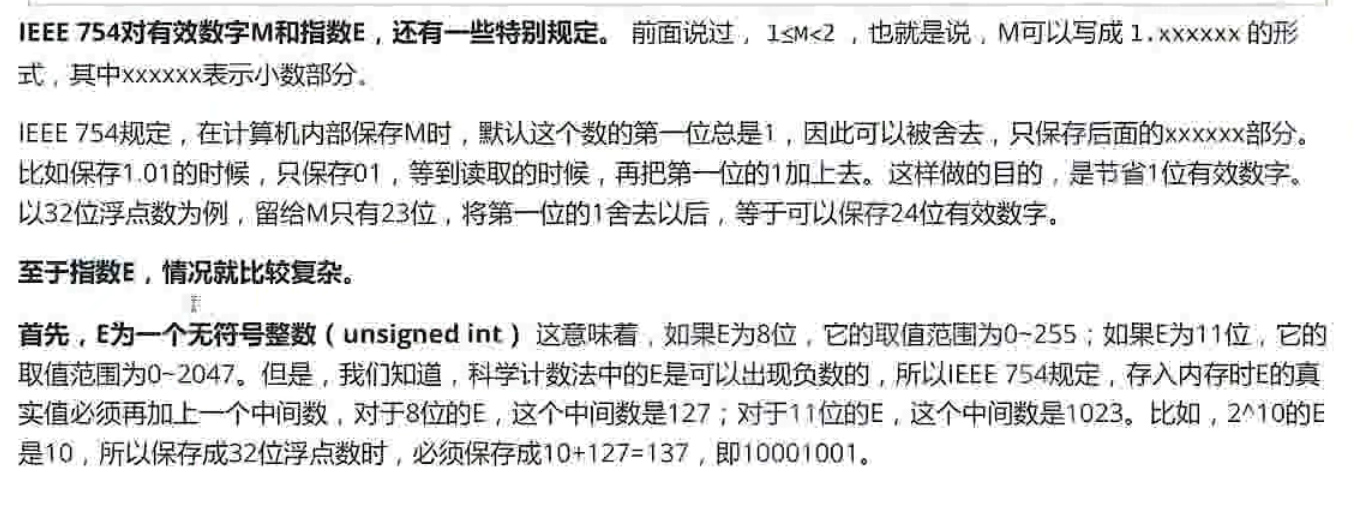 IEEE 754对有效数字M和指数E，还有一些特别规定。 前面说过， 1≤M<2 ，也就是说，M可以写成 1.xxxxxx 的形
式，其中xxxxxx表示小数部分。
IEEE 754规定，在计算机内部保存M时，默认这个数的第一位总是1，因此可以被舍去，只保存后面的xxxxxx部分。
比如保存1.01的时候，只保存01，等到读取的时候，再把第一位的1加上去。这样做的目的，是节省1位有效数字。
以32位浮点数为例，留给M只有23位，将第一位的1舍去以后，等于可以保存24位有效数字。
至于指数E，情况就比较复杂。
首先，E为一个无符号整数（unsigned int） 这意味着，如果E为8位，它的取值范围为0~255；如果E为11位，它的
取值范围为0~2047。但是，我们知道，科学计数法中的E是可以出现负数的，所以IEEE 754规定，存入内存时E的真
实值必须再加上一个中间数，对于8位的E，这个中间数是127；对于11位的E，这个中间数是1023。比如，2^10的E
是10，所以保存成32位浮点数时，必须保存成10+127=137，即10001001。